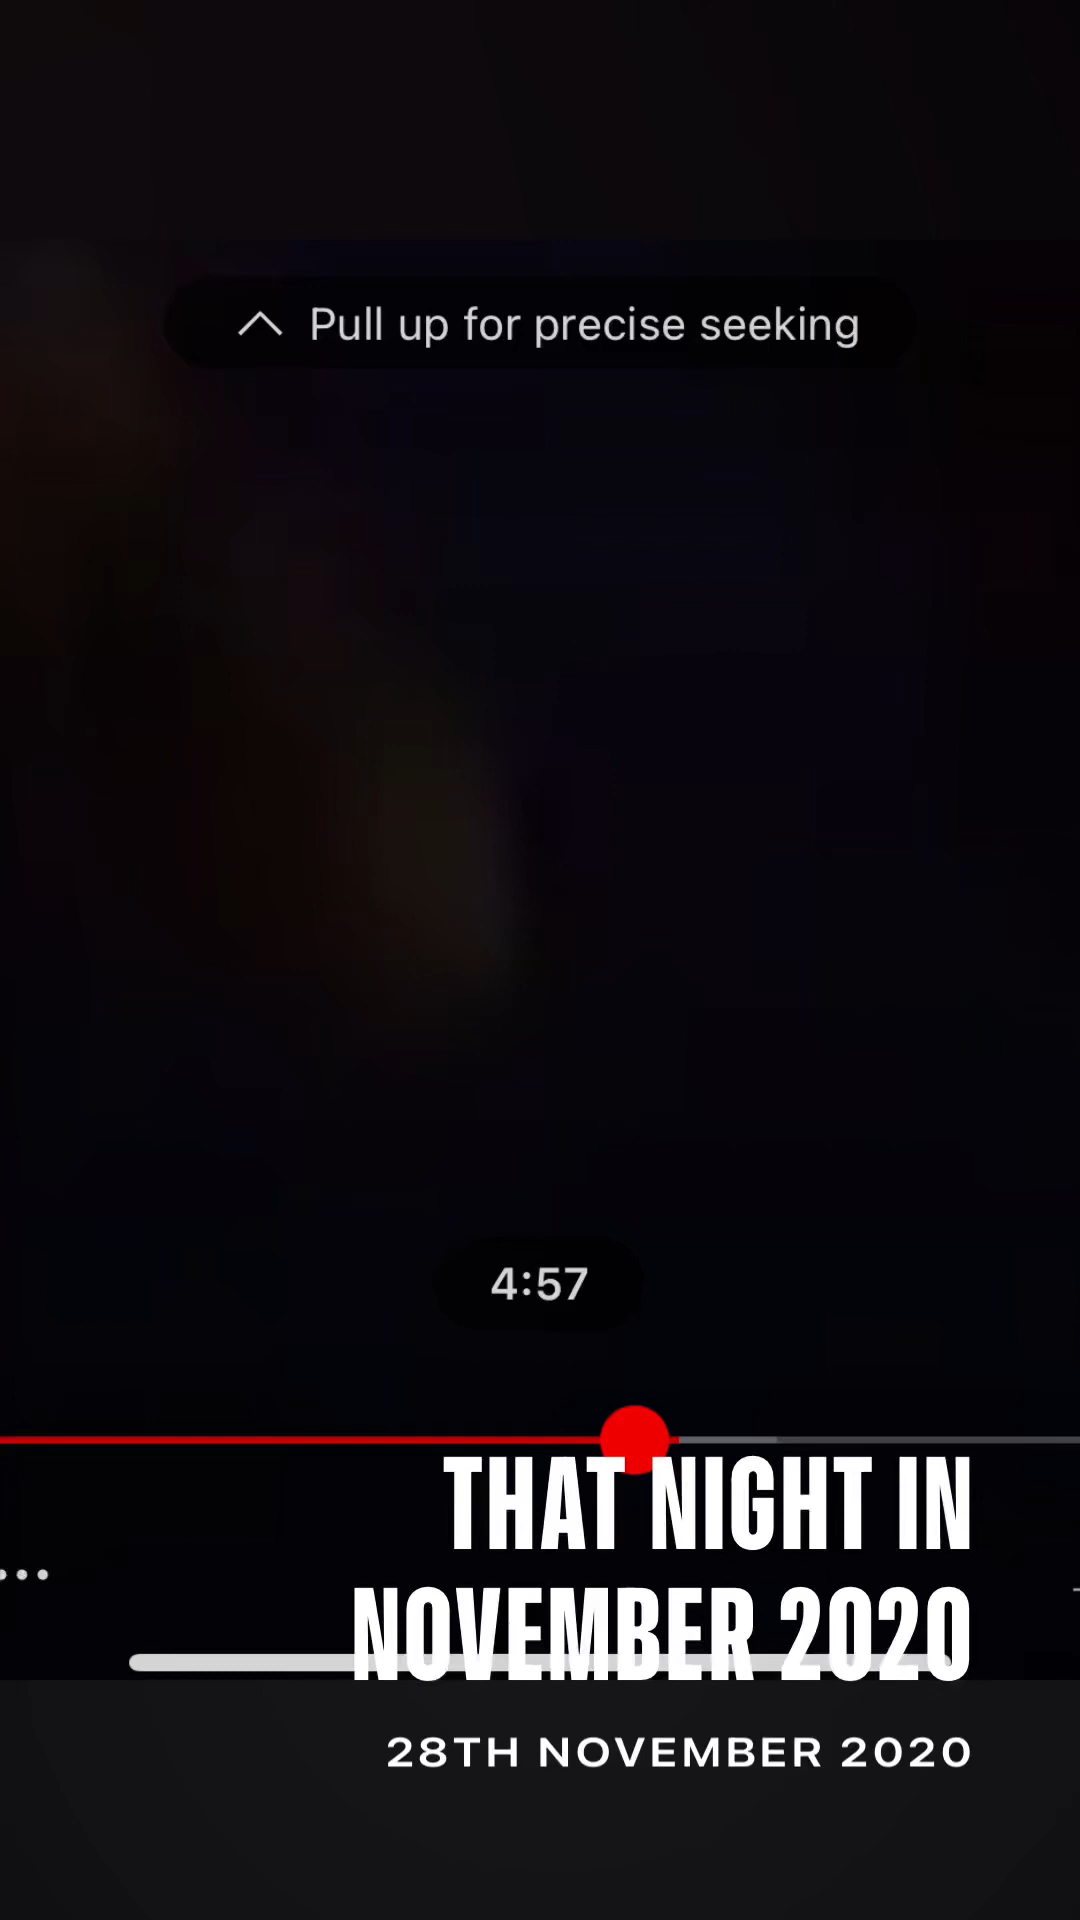 Pull up for precise seeking
4:57
THAT NIGHT IN
NOVEMBER 2020
28TH NOVEMBER 2020